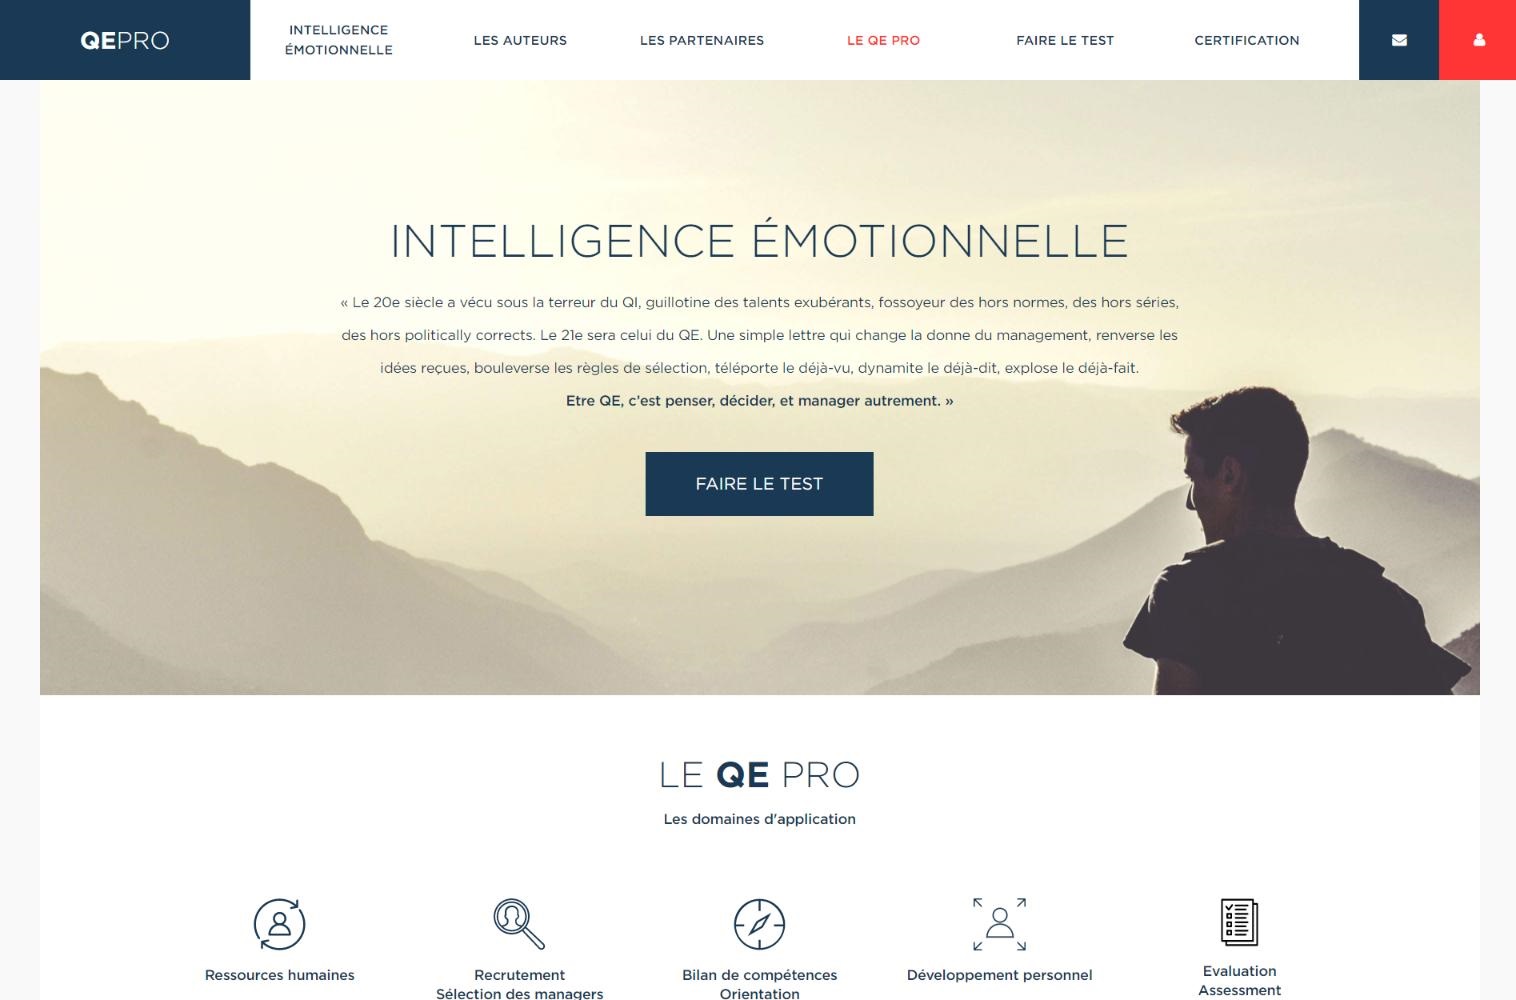 QEPRO
INTELLIGENCE
ÉMOTIONNELLE
LES AUTEURS
LES PARTENAIRES
LE QE PRO
FAIRE LE TEST
CERTIFICATION
INTELLIGENCE ÉMOTIONNELLE
« Le 20e siècle a vécu sous la terreur du QI, guillotine des talents exubérants, fossoyeur des hors normes, des hors séries,
des hors politically corrects. Le 21e sera celui du QE. Une simple lettre qui change la donne du management, renverse les
idées reçues, bouleverse les règles de sélection, téléporte le déjà-vu, dynamite le déjà-dit, explose le déjà-fait.
Etre QE, c'est penser, décider, et manager autrement. »
FAIRE LE TEST
LE QE PRO
Les domaines d'application
Ressources humaines
Recrutement
Sélection des managers
Bilan de compétences
Orientation
Développement personnel
Evaluation
Assessment